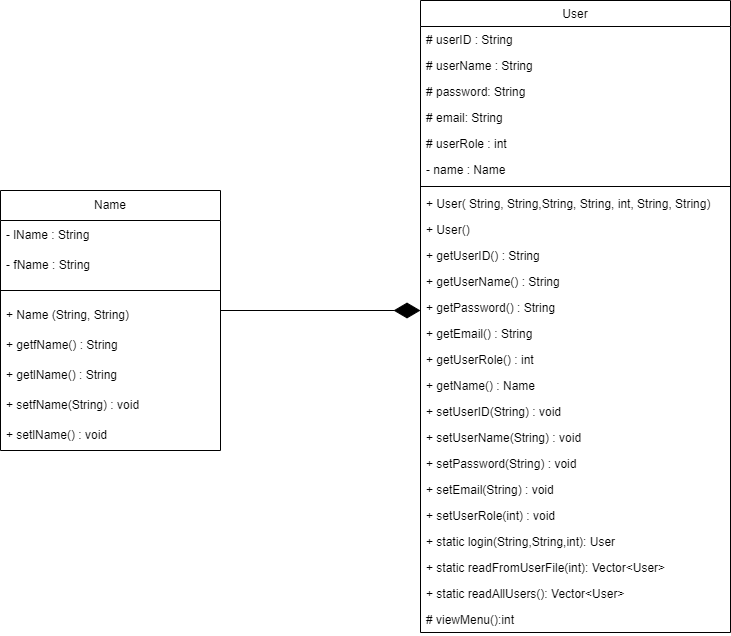 User
# userID : String
# userName : String
# password: String
# email: String
# userRole : int
- name : Name
+ User( String, String,String, String, int, String, String)
+ User()
+ getUserID() : String
+ getUserName() : String
+ getPassword() : String
+ getEmail() : String
+ getUserRole() : int
+ getName() : Name
+ setUserID(String) : void
+ setUserName(String) : void
+ setPassword(String) : void
+ setEmail(String) : void
+ setUserRole(int) : void
+ static login(String,String,int): User
+ static readFromUserFile(int): Vector<User>
+ static readAllUsers(): Vector<User>
# viewMenu():int
Name
- lName : String
- fName : String
+ Name (String, String)
+ getfName() : String
+ getlName() : String
+ setfName(String) : void
+ setlName() : void